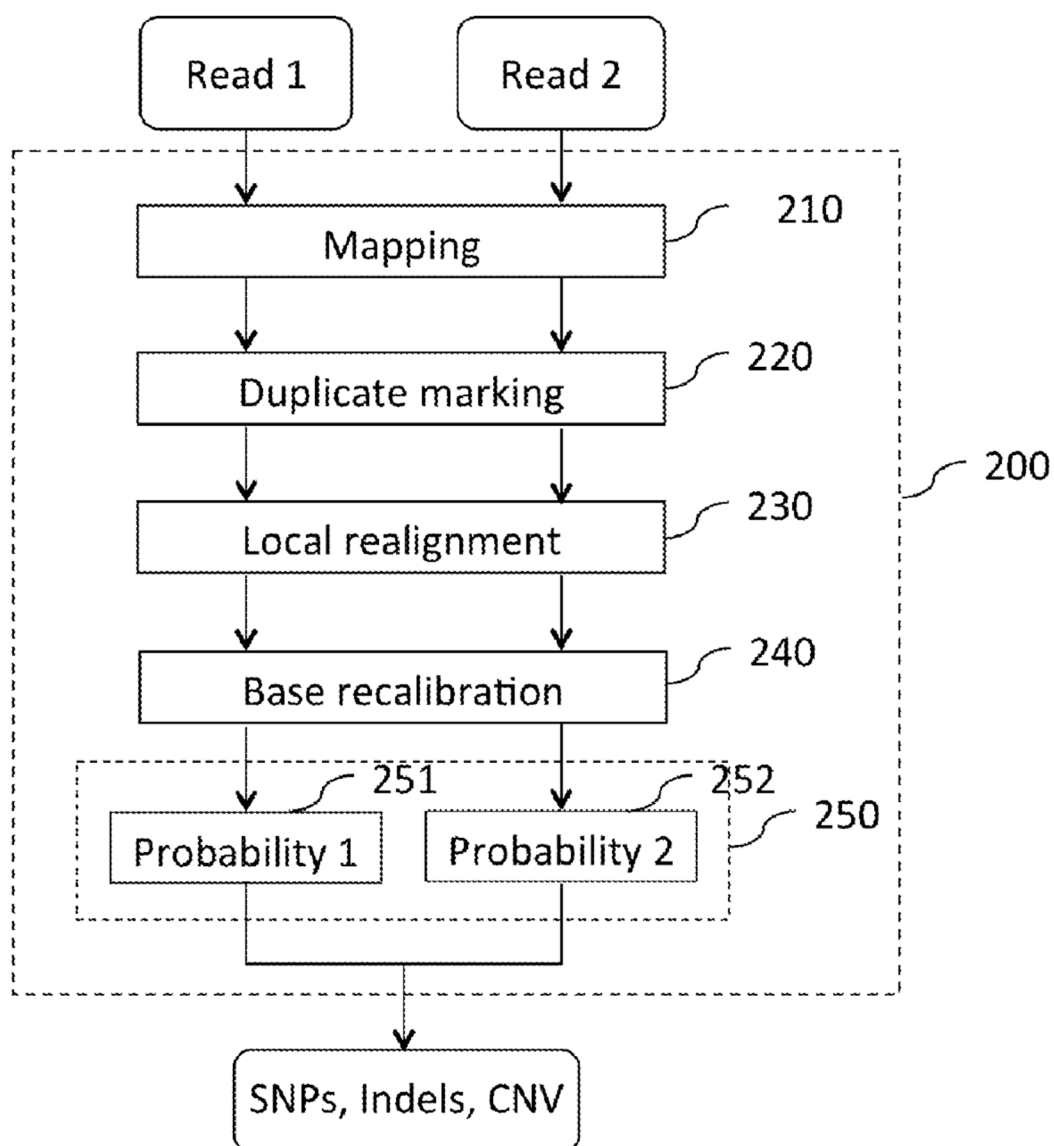 Read 1
Read 2
Mapping
210
Duplicate marking
220
200
Local realignment
230
Base recalibration
240
251
252
Probability 1
Probability 2
250
SNPs, Indels, CNV